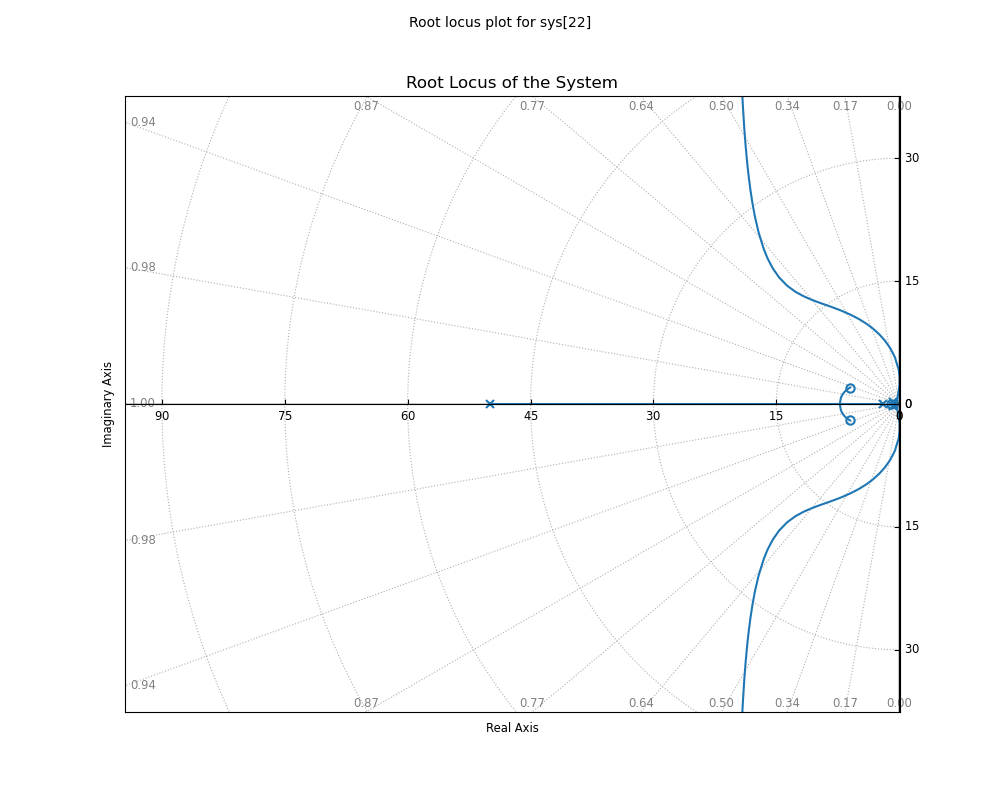 Root locus plot for sys[22]
Root Locus of the System
0.87 0.77 0.64 0.50 0.34 0.17 0.00
0.94
30
0.98
15
Imaginary Axis
1.00
0
90 75 60 45 30 15 0
15
0.98
30
0.94
0.87 0.77 0.64 0.50 0.34 0.17 0.00
Real Axis